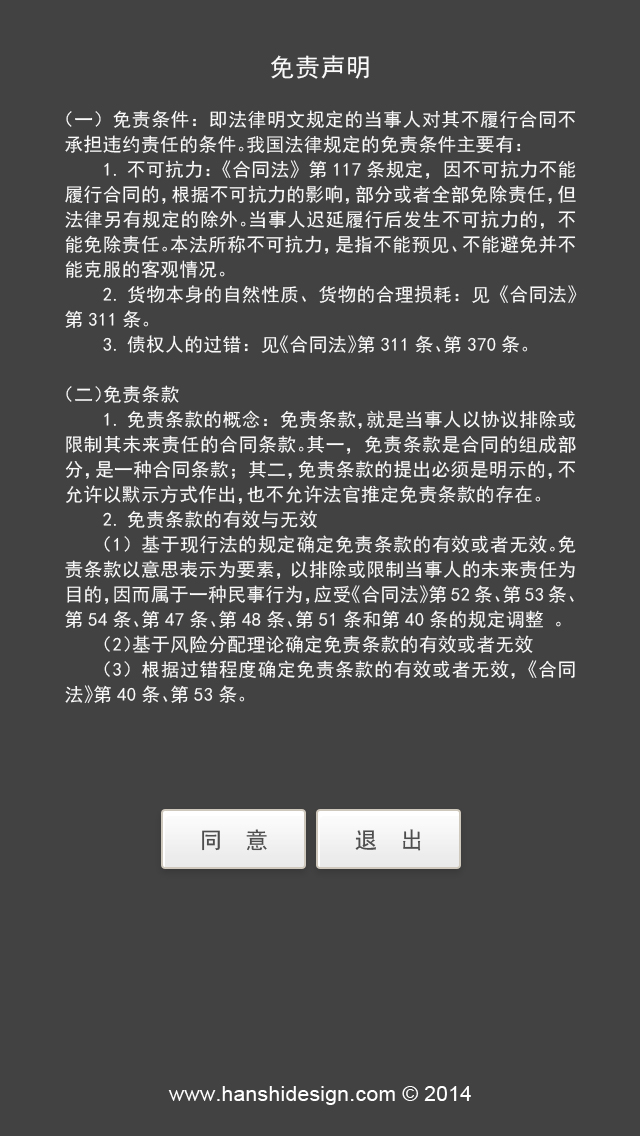 免责声明
（一）免责条件：即法律明文规定的当事人对其不履行合同不
承担违约责任的条件。我国法律规定的免责条件主要有：
1. 不可抗力：《合同法》第 117 条规定，因不可抗力不能
履行合同的，根据不可抗力的影响，部分或者全部免除责任，但
法律另有规定的除外。当事人迟延履行后发生不可抗力的，不
能免除责任。本法所称不可抗力，是指不能预见、不能避免并不
能克服的客观情况。
2. 货物本身的自然性质、货物的合理损耗：见《合同法》
第 311 条。
3. 债权人的过错：见《合同法》第 311 条、第 370 条。
（二）免责条款
1. 免责条款的概念：免责条款，就是当事人以协议排除或
限制其未来责任的合同条款。其一，免责条款是合同的组成部
分，是一种合同条款；其二，免责条款的提出必须是明示的，不
允许以默示方式作出，也不允许法官推定免责条款的存在。
2. 免责条款的有效与无效
（1）基于现行法的规定确定免责条款的有效或者无效。免
责条款以意思表示为要素，以排除或限制当事人的未来责任为
目的，因而属于一种民事行为，应受《合同法》第 52 条、第 53 条、
第 54 条、第 47 条、第 48 条、第 51 条和第 40 条的规定调整 。
（2）基于风险分配理论确定免责条款的有效或者无效
（3）根据过错程度确定免责条款的有效或者无效，《合同
法》第 40 条、第 53 条。
同 意
退 出
www.hanshidesign.com © 2014